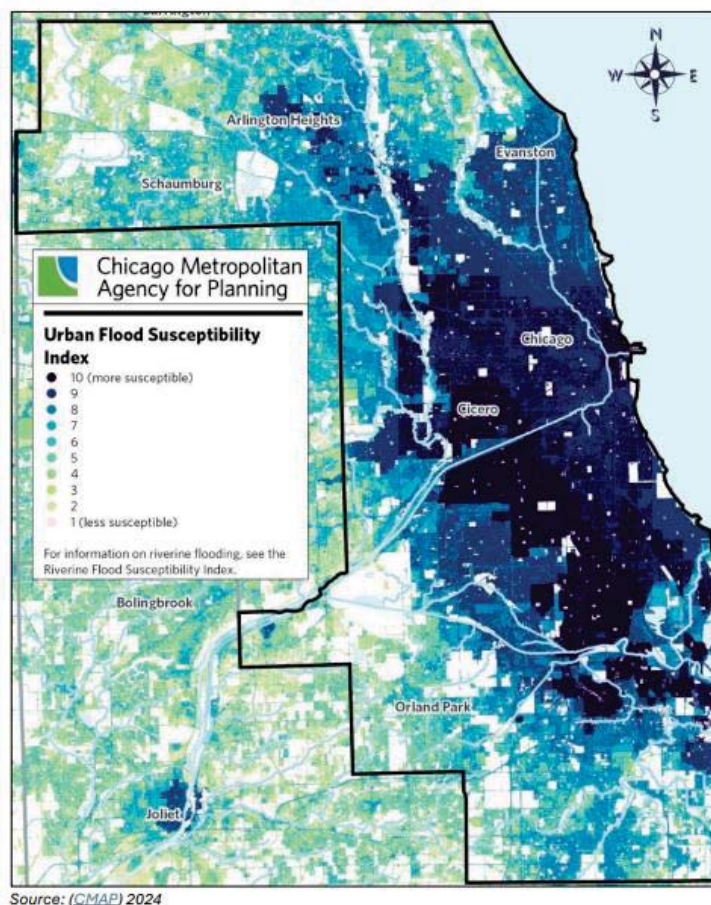 Barrington
N
W E
S
Arlington Heights
Evanston
Schaumburg
Chicago Metropolitan
Agency for Planning
Urban Flood Susceptibility
Index
10 (more susceptible)
9
8
7
6
5
4
3
2
1 (less susceptible)
For information on riverine flooding, see the
Riverine Flood Susceptibility Index.
Chicago
Cicero
Bolingbrook
Orland Park
Joliet
Source: (CMAP) 2024